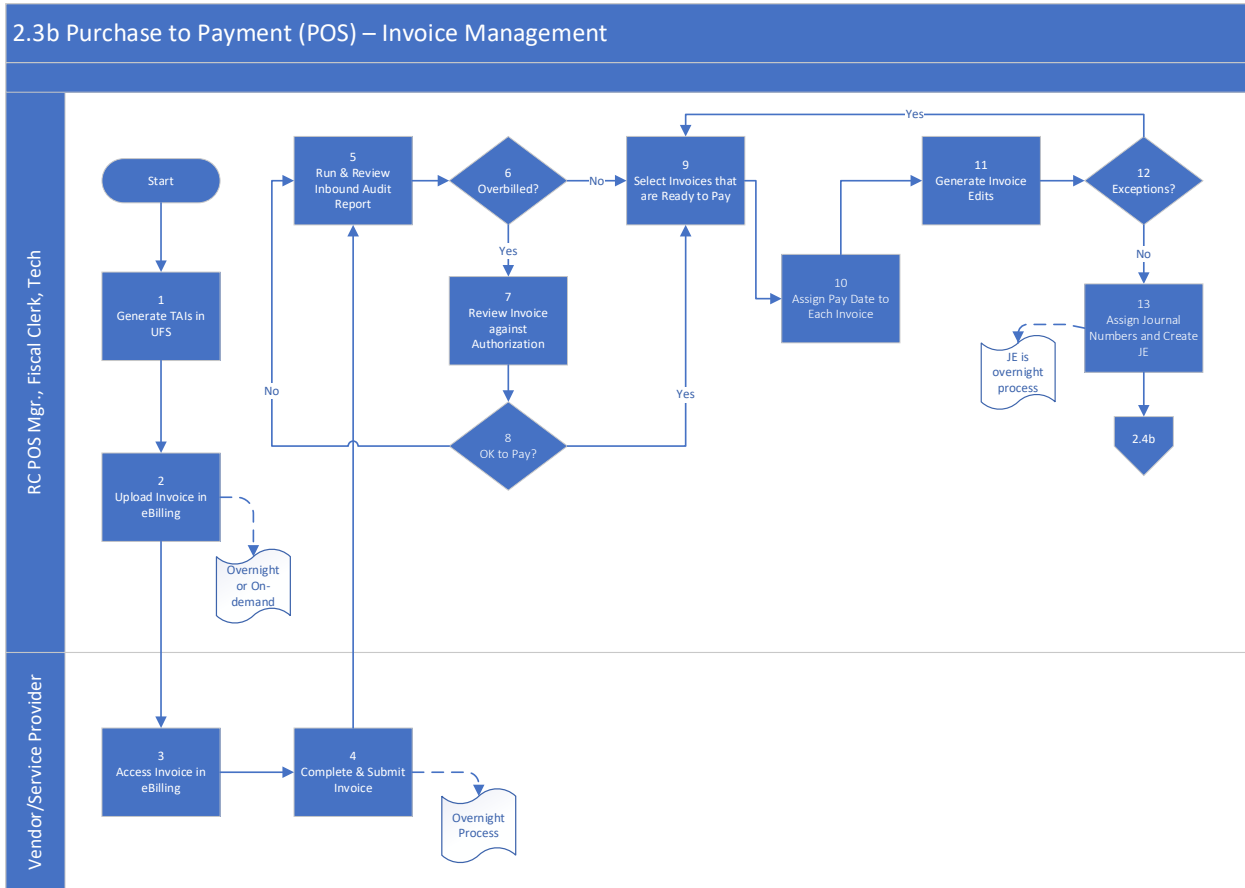 2.3b Purchase to Payment (POS) – Invoice Management
RC POS Mgr., Fiscal Clerk, Tech
Start
1
Generate TAIs in
UFS
2
Upload Invoice in
eBilling
Overnight
or On-
demand
5
Run & Review
Inbound Audit
Report
6
Overbilled?
No
Yes
7
Review Invoice
against
Authorization
8
OK to Pay?
No
Yes
9
Select Invoices that
are Ready to Pay
10
Assign Pay Date to
Each Invoice
11
Generate Invoice
Edits
12
Exceptions?
Yes
No
13
Assign Journal
Numbers and Create
JE
JE is
overnight
process
2.4b
Vendor/Service Provider
3
Access Invoice in
eBilling
4
Complete & Submit
Invoice
Overnight
Process